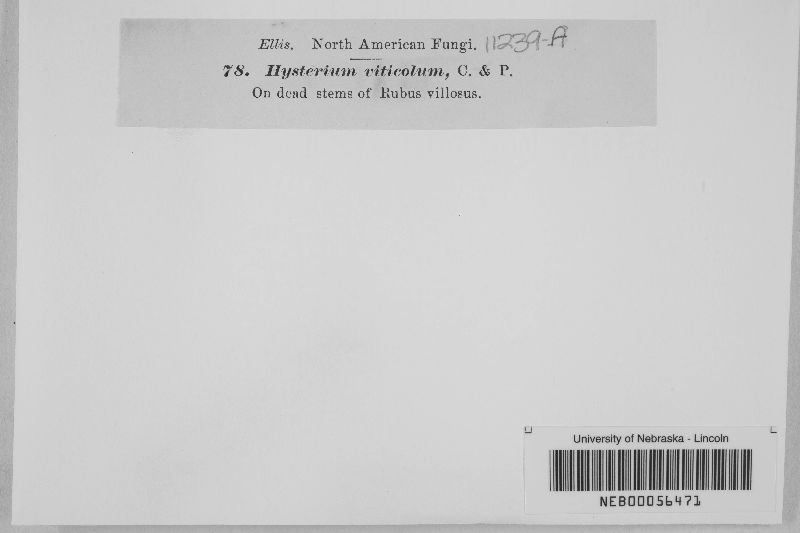 Ellis. North American Fungi. 11239-A
78. Hysterium viticolum, C. & P.
On dead stems of Rubus villosus.
University of Nebraska - Lincoln
NEB00056471